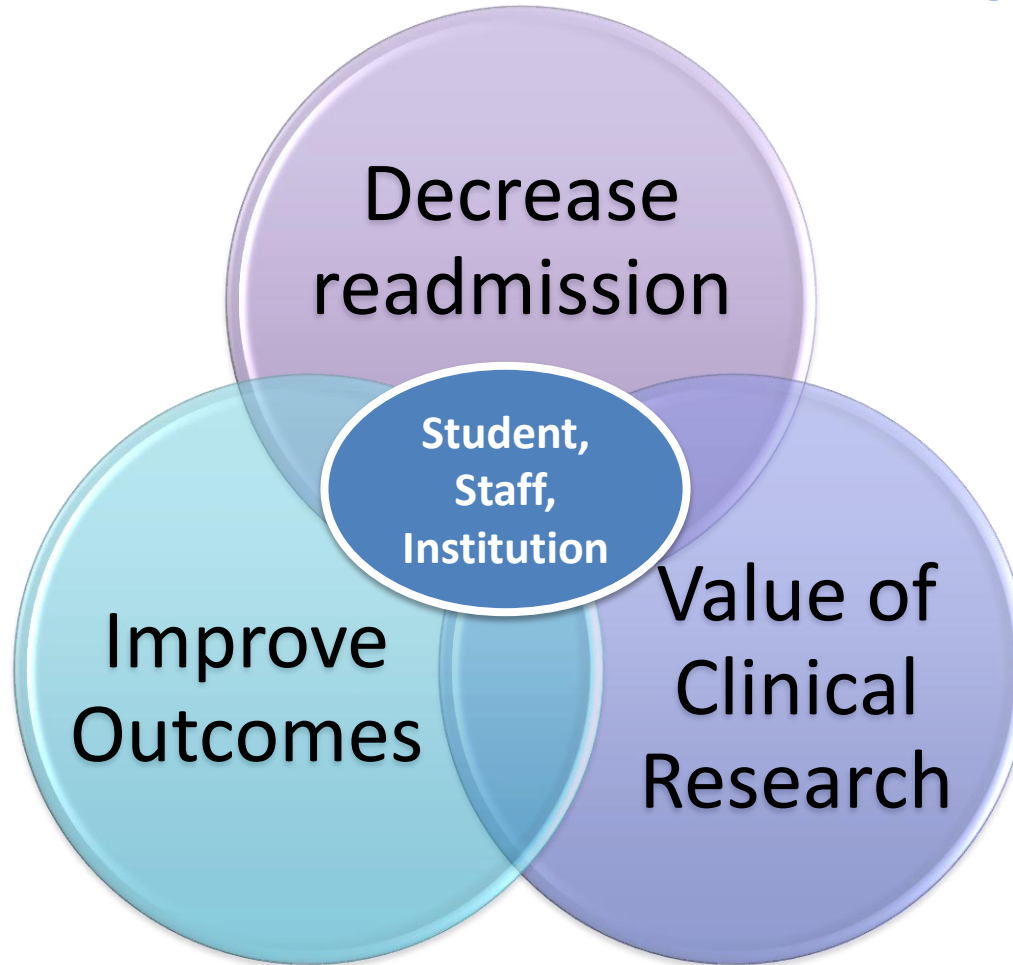 Decrease
readmission
Student,
Staff,
Institution
Improve
Outcomes
Value of
Clinical
Research